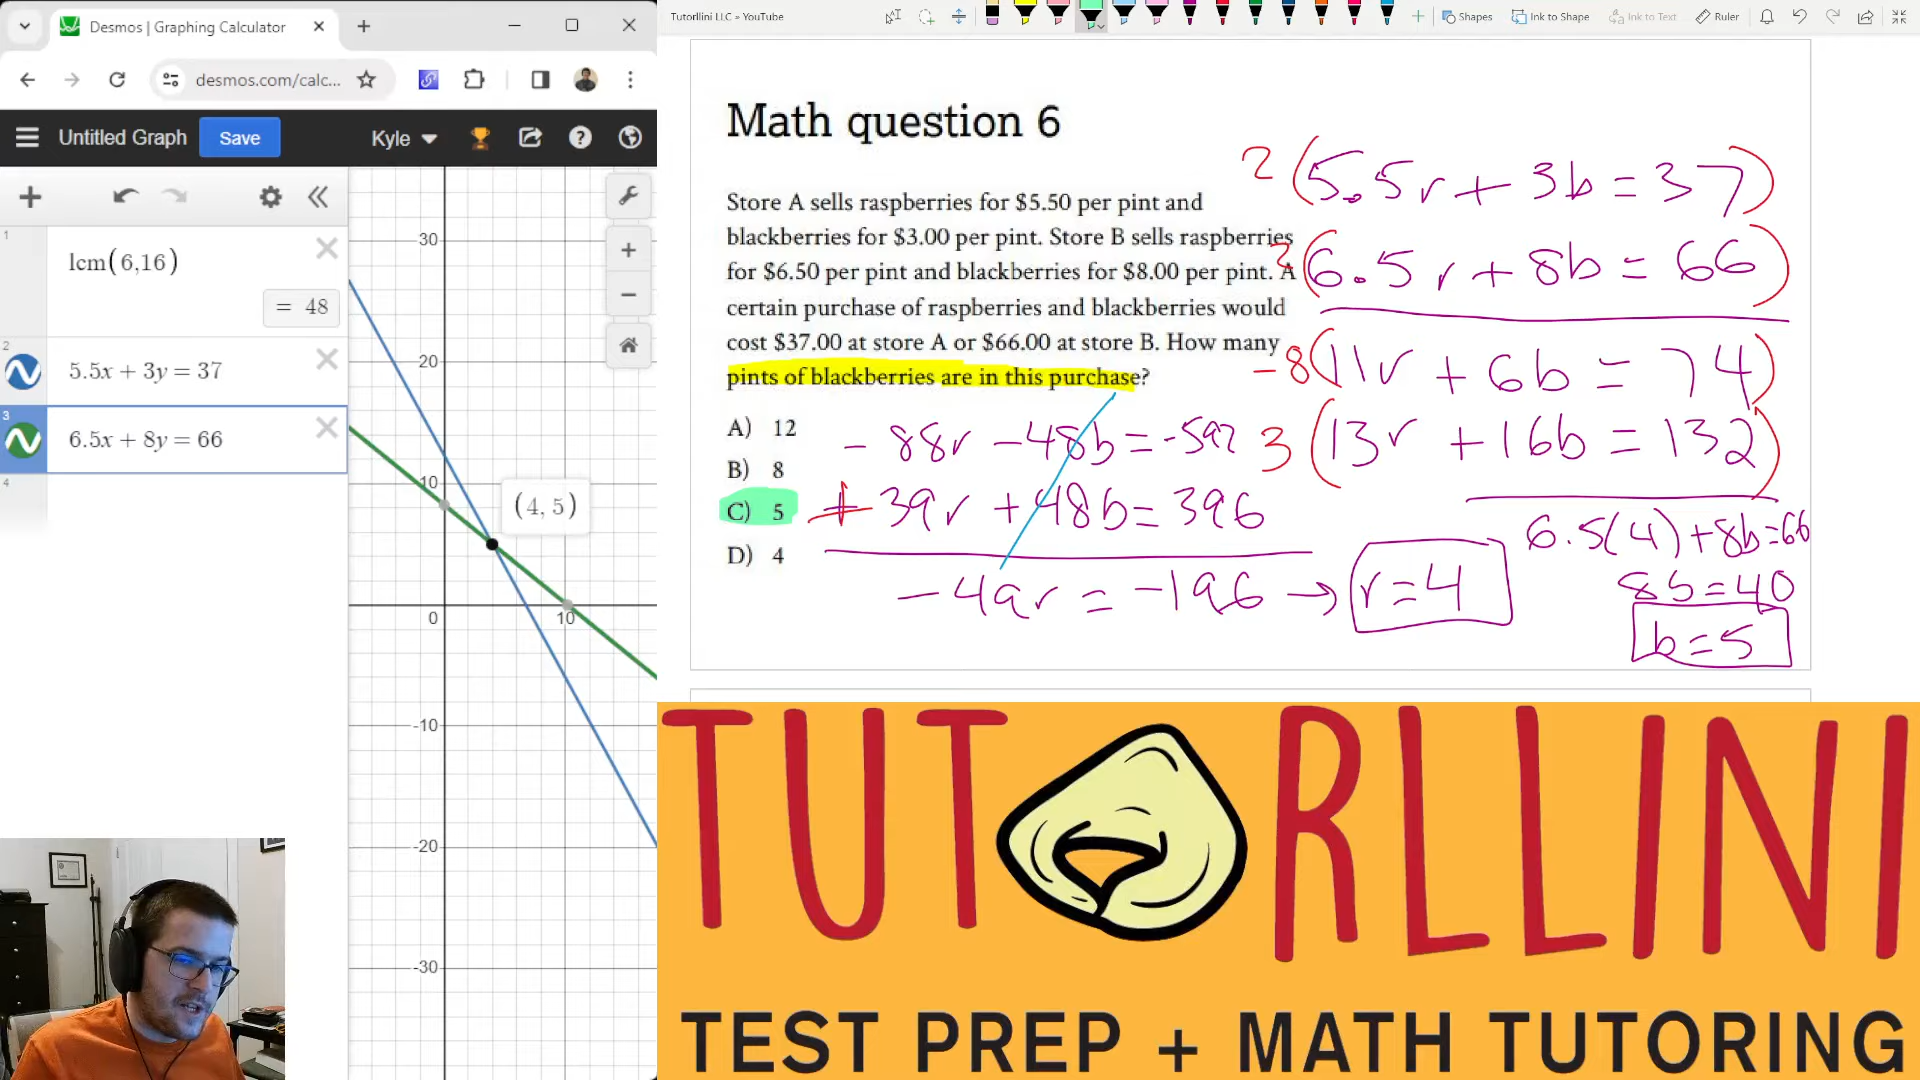 Desmos | Graphing Calculator
desmos.com/calc...
Untitled Graph
Save
Kyle
1
lcm(6,16)
= 48
2
5.5x + 3y = 37
3
6.5x + 8y = 66
4
30
20
10
0
10
-10
-20
-30
(4, 5)
Tutorllini LLC » YouTube
Shapes
Ink to Shape
Ink to Text
Ruler
Math question 6
Store A sells raspberries for $5.50 per pint and
blackberries for $3.00 per pint. Store B sells raspberries
for $6.50 per pint and blackberries for $8.00 per pint. A
certain purchase of raspberries and blackberries would
cost $37.00 at store A or $66.00 at store B. How many
pints of blackberries are in this purchase?
A) 12
B) 8
C) 5
D) 4
2(5.5r + 3b = 37)
2(6.5r + 8b = 66)
-8(11r + 6b = 74)
3(13r + 16b = 132)
- 88r - 48b = -592
+ 39r + 48b = 396
- 49r = -196 → r = 4
6.5(4) + 8b = 66
8b = 40
b = 5
TUTORLLINI
TEST PREP + MATH TUTORING